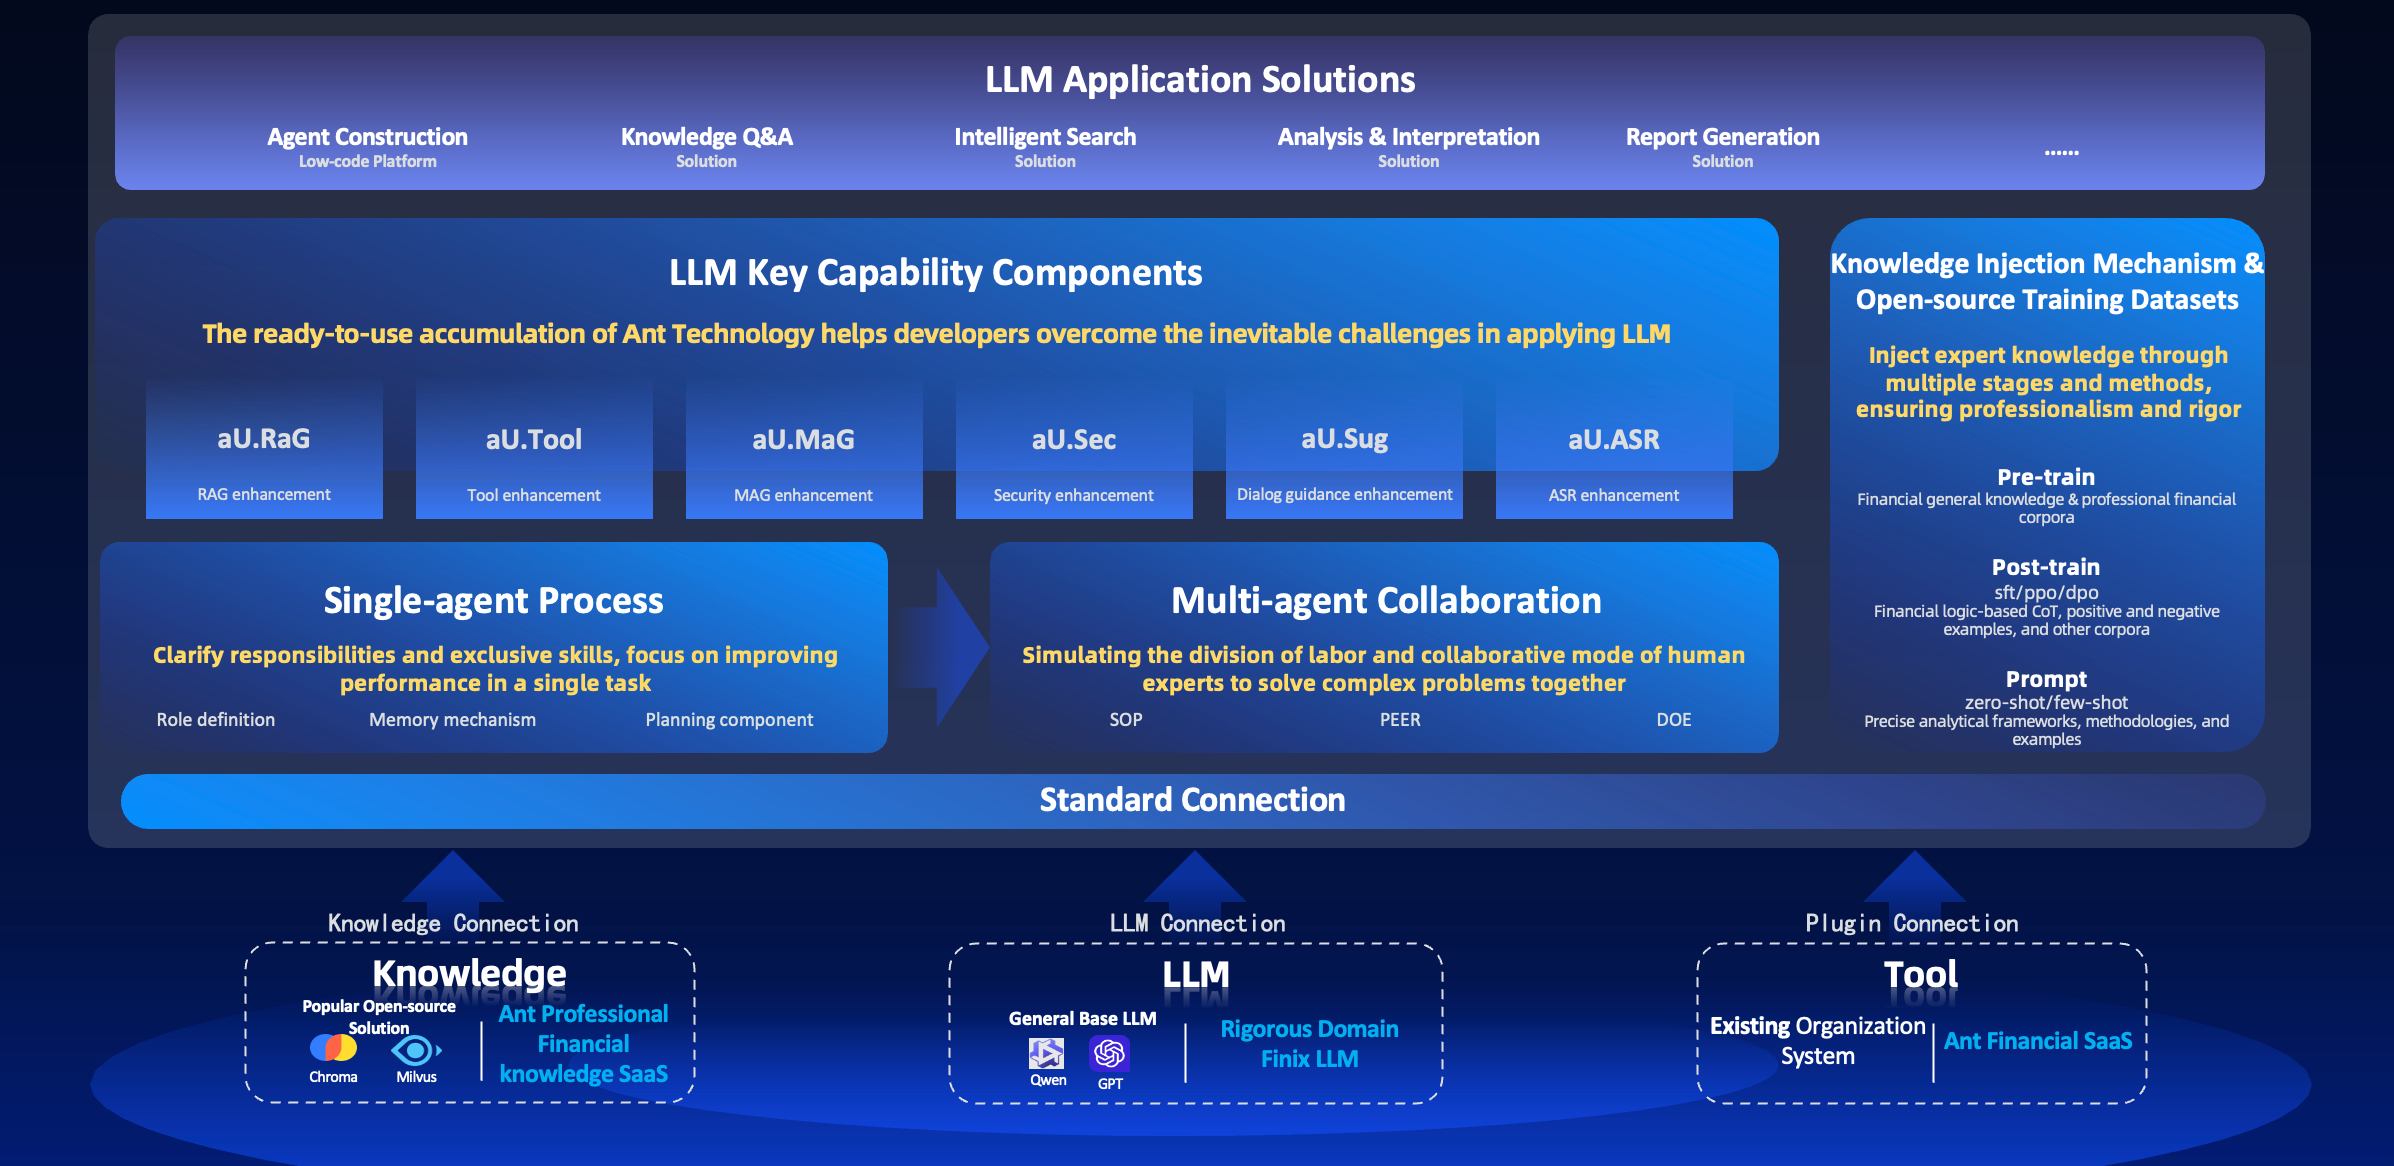 LLM Application Solutions
Agent Construction
Low-code Platform
Knowledge Q&A
Solution
Intelligent Search
Solution
Analysis & Interpretation
Solution
Report Generation
Solution
......
LLM Key Capability Components
The ready-to-use accumulation of Ant Technology helps developers overcome the inevitable challenges in applying LLM
aU.RaG
RAG enhancement
aU.Tool
Tool enhancement
aU.MaG
MAG enhancement
aU.Sec
Security enhancement
aU.Sug
Dialog guidance enhancement
aU.ASR
ASR enhancement
Knowledge Injection Mechanism &
Open-source Training Datasets
Inject expert knowledge through
multiple stages and methods,
ensuring professionalism and rigor
Pre-train
Financial general knowledge & professional financial
corpora
Post-train
sft/ppo/dpo
Financial logic-based CoT, positive and negative
examples, and other corpora
Prompt
zero-shot/few-shot
Precise analytical frameworks, methodologies, and
examples
Single-agent Process
Clarify responsibilities and exclusive skills, focus on improving
performance in a single task
Role definition
Memory mechanism
Planning component
Multi-agent Collaboration
Simulating the division of labor and collaborative mode of human
experts to solve complex problems together
SOP
PEER
DOE
Standard Connection
Knowledge Connection
Knowledge
Popular Open-source
Solution
Chroma
Milvus
Ant Professional
Financial
knowledge SaaS
LLM Connection
LLM
General Base LLM
Qwen
GPT
Rigorous Domain
Finix LLM
Plugin Connection
Tool
Existing Organization
System
Ant Financial SaaS